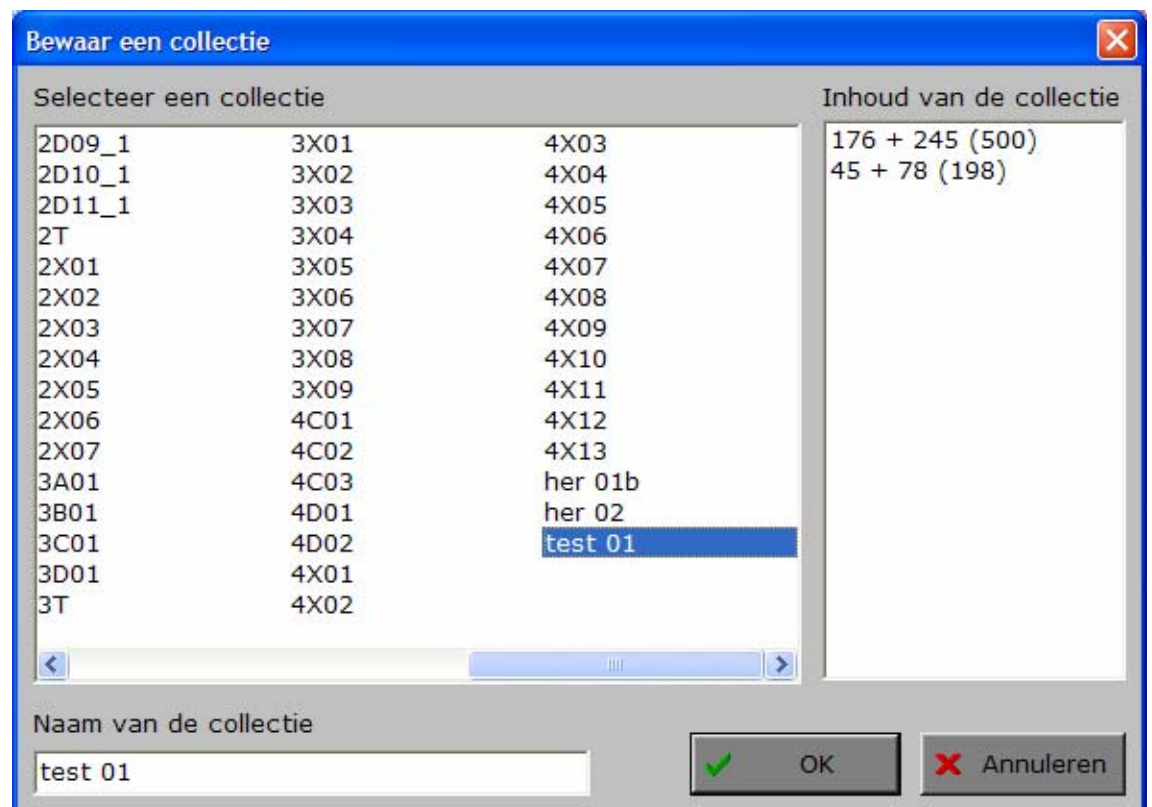 Bewaar een collectie
Selecteer een collectie
2D09_1 3X01 4X03
2D10_1 3X02 4X04
2D11_1 3X03 4X05
2T 3X04 4X06
2X01 3X05 4X07
2X02 3X06 4X08
2X03 3X07 4X09
2X04 3X08 4X10
2X05 3X09 4X11
2X06 4C01 4X12
2X07 4C02 4X13
3A01 4C03 her 01b
3B01 4D01 her 02
3C01 4D02 test 01
3D01 4X01
3T 4X02
Inhoud van de collectie
176 + 245 (500)
45 + 78 (198)
Naam van de collectie
test 01
OK
Annuleren